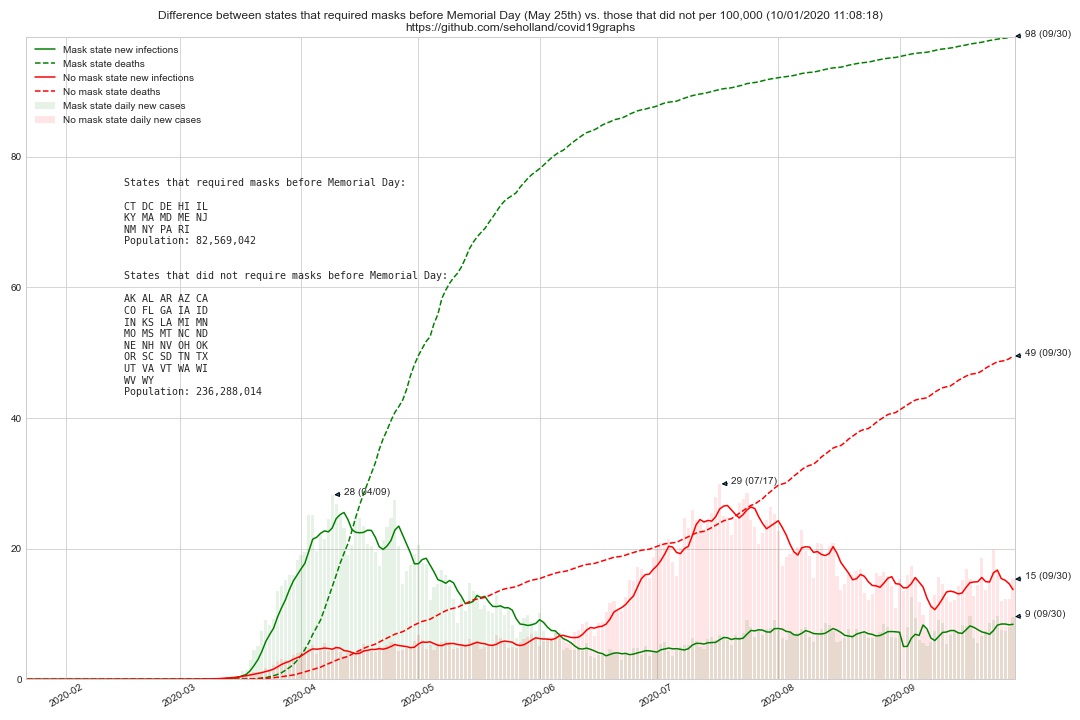 Difference between states that required masks before Memorial Day (May 25th) vs. those that did not per 100,000 (10/01/2020 11:08:18)
https://github.com/seholland/covid19graphs
Mask state new infections
Mask state deaths
No mask state new infections
No mask state deaths
Mask state daily new cases
No mask state daily new cases
98 (09/30)
80
States that required masks before Memorial Day:
CT DC DE HI IL
KY MA MD ME NJ
NM NY PA RI
Population: 82,569,042
States that did not require masks before Memorial Day:
60
AK AL AR AZ CA
CO FL GA IA ID
IN KS LA MI MN
MO MS MT NC ND
NE NH NV OH OK
OR SC SD TN TX
UT VA VT WA WI
WV WY
Population: 236,288,014
49 (09/30)
40
28 (04/09)
29 (07/17)
20
15 (09/30)
9 (09/30)
0
2020-02
2020-03
2020-04
2020-05
2020-06
2020-07
2020-08
2020-09